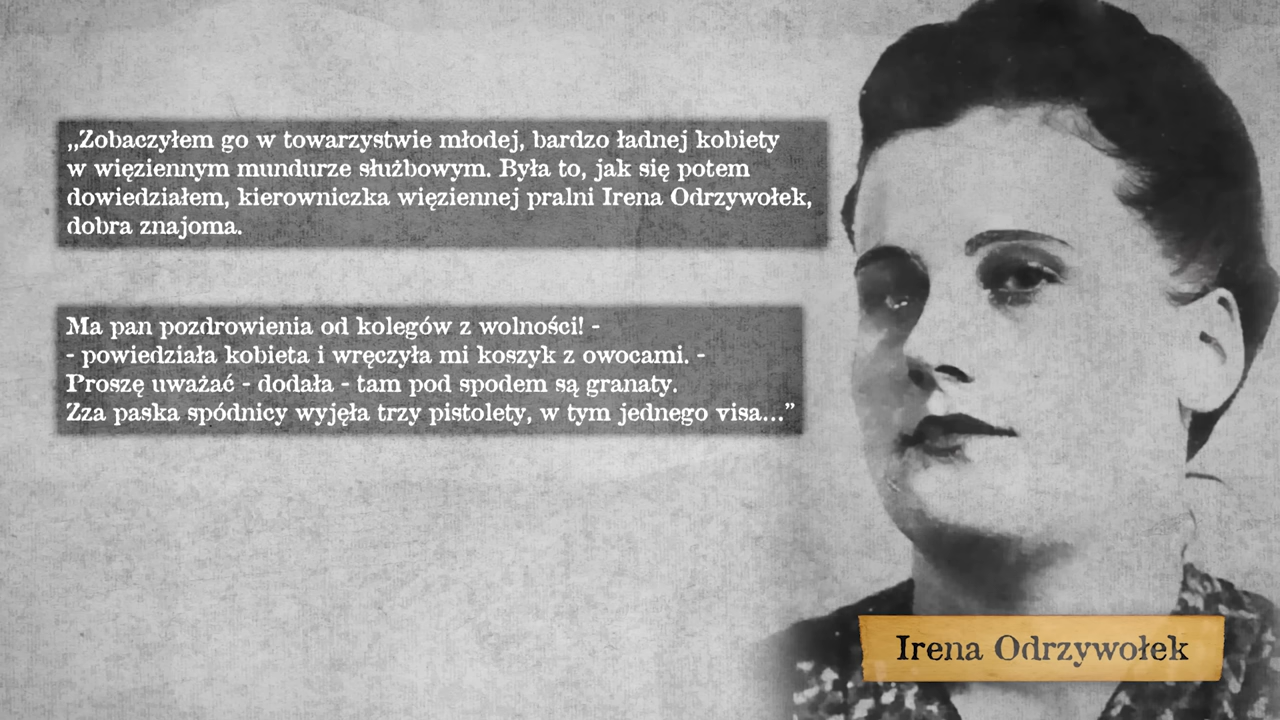 „Zobaczyłem go w towarzystwie młodej, bardzo ładnej kobiety
w więziennym mundurze służbowym. Była to, jak się potem
dowiedziałem, kierowniczka więziennej pralni Irena Odrzywołek,
dobra znajoma.
Ma pan pozdrowienia od kolegów z wolności! -
- powiedziała kobieta i wręczyła mi koszyk z owocami. -
Proszę uważać - dodała - tam pod spodem są granaty.
Zza paska spódnicy wyjęła trzy pistolety, w tym jednego visa...”
Irena Odrzywołek